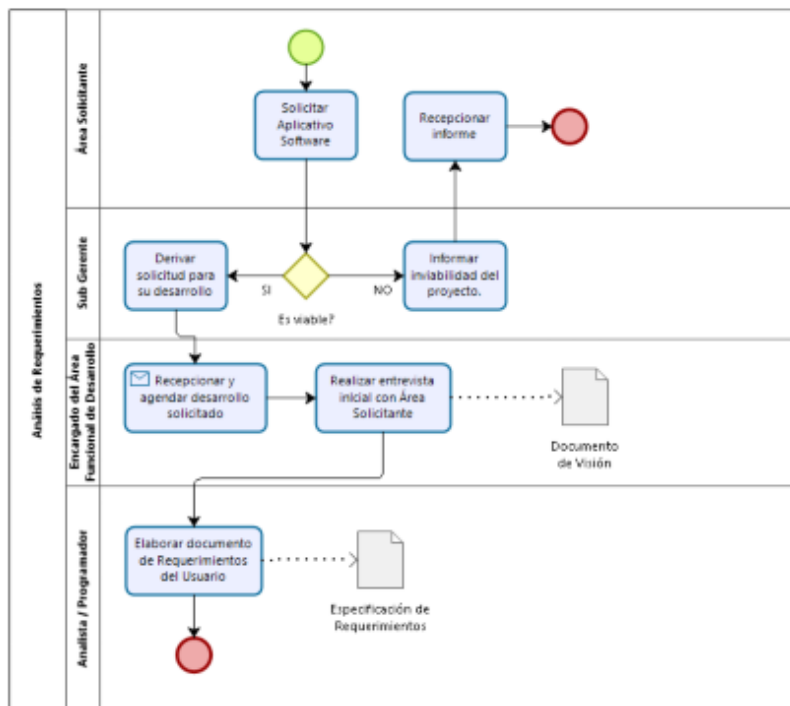 Análisis de Requerimientos
Área Solicitante
Solicitar
Aplicativo
Software
Recepcionar
informe
Sub Gerente
Derivar
solicitud para
su desarrollo
SI
Es viable?
NO
Informar
inviabilidad del
proyecto.
Encargado del Área
Funcional de Desarrollo
Recepcionar y
agendar desarrollo
solicitado
Realizar entrevista
inicial con Área
Solicitante
Documento
de Visión
Analista / Programador
Elaborar documento
de Requerimientos
del Usuario
Especificación de
Requerimientos